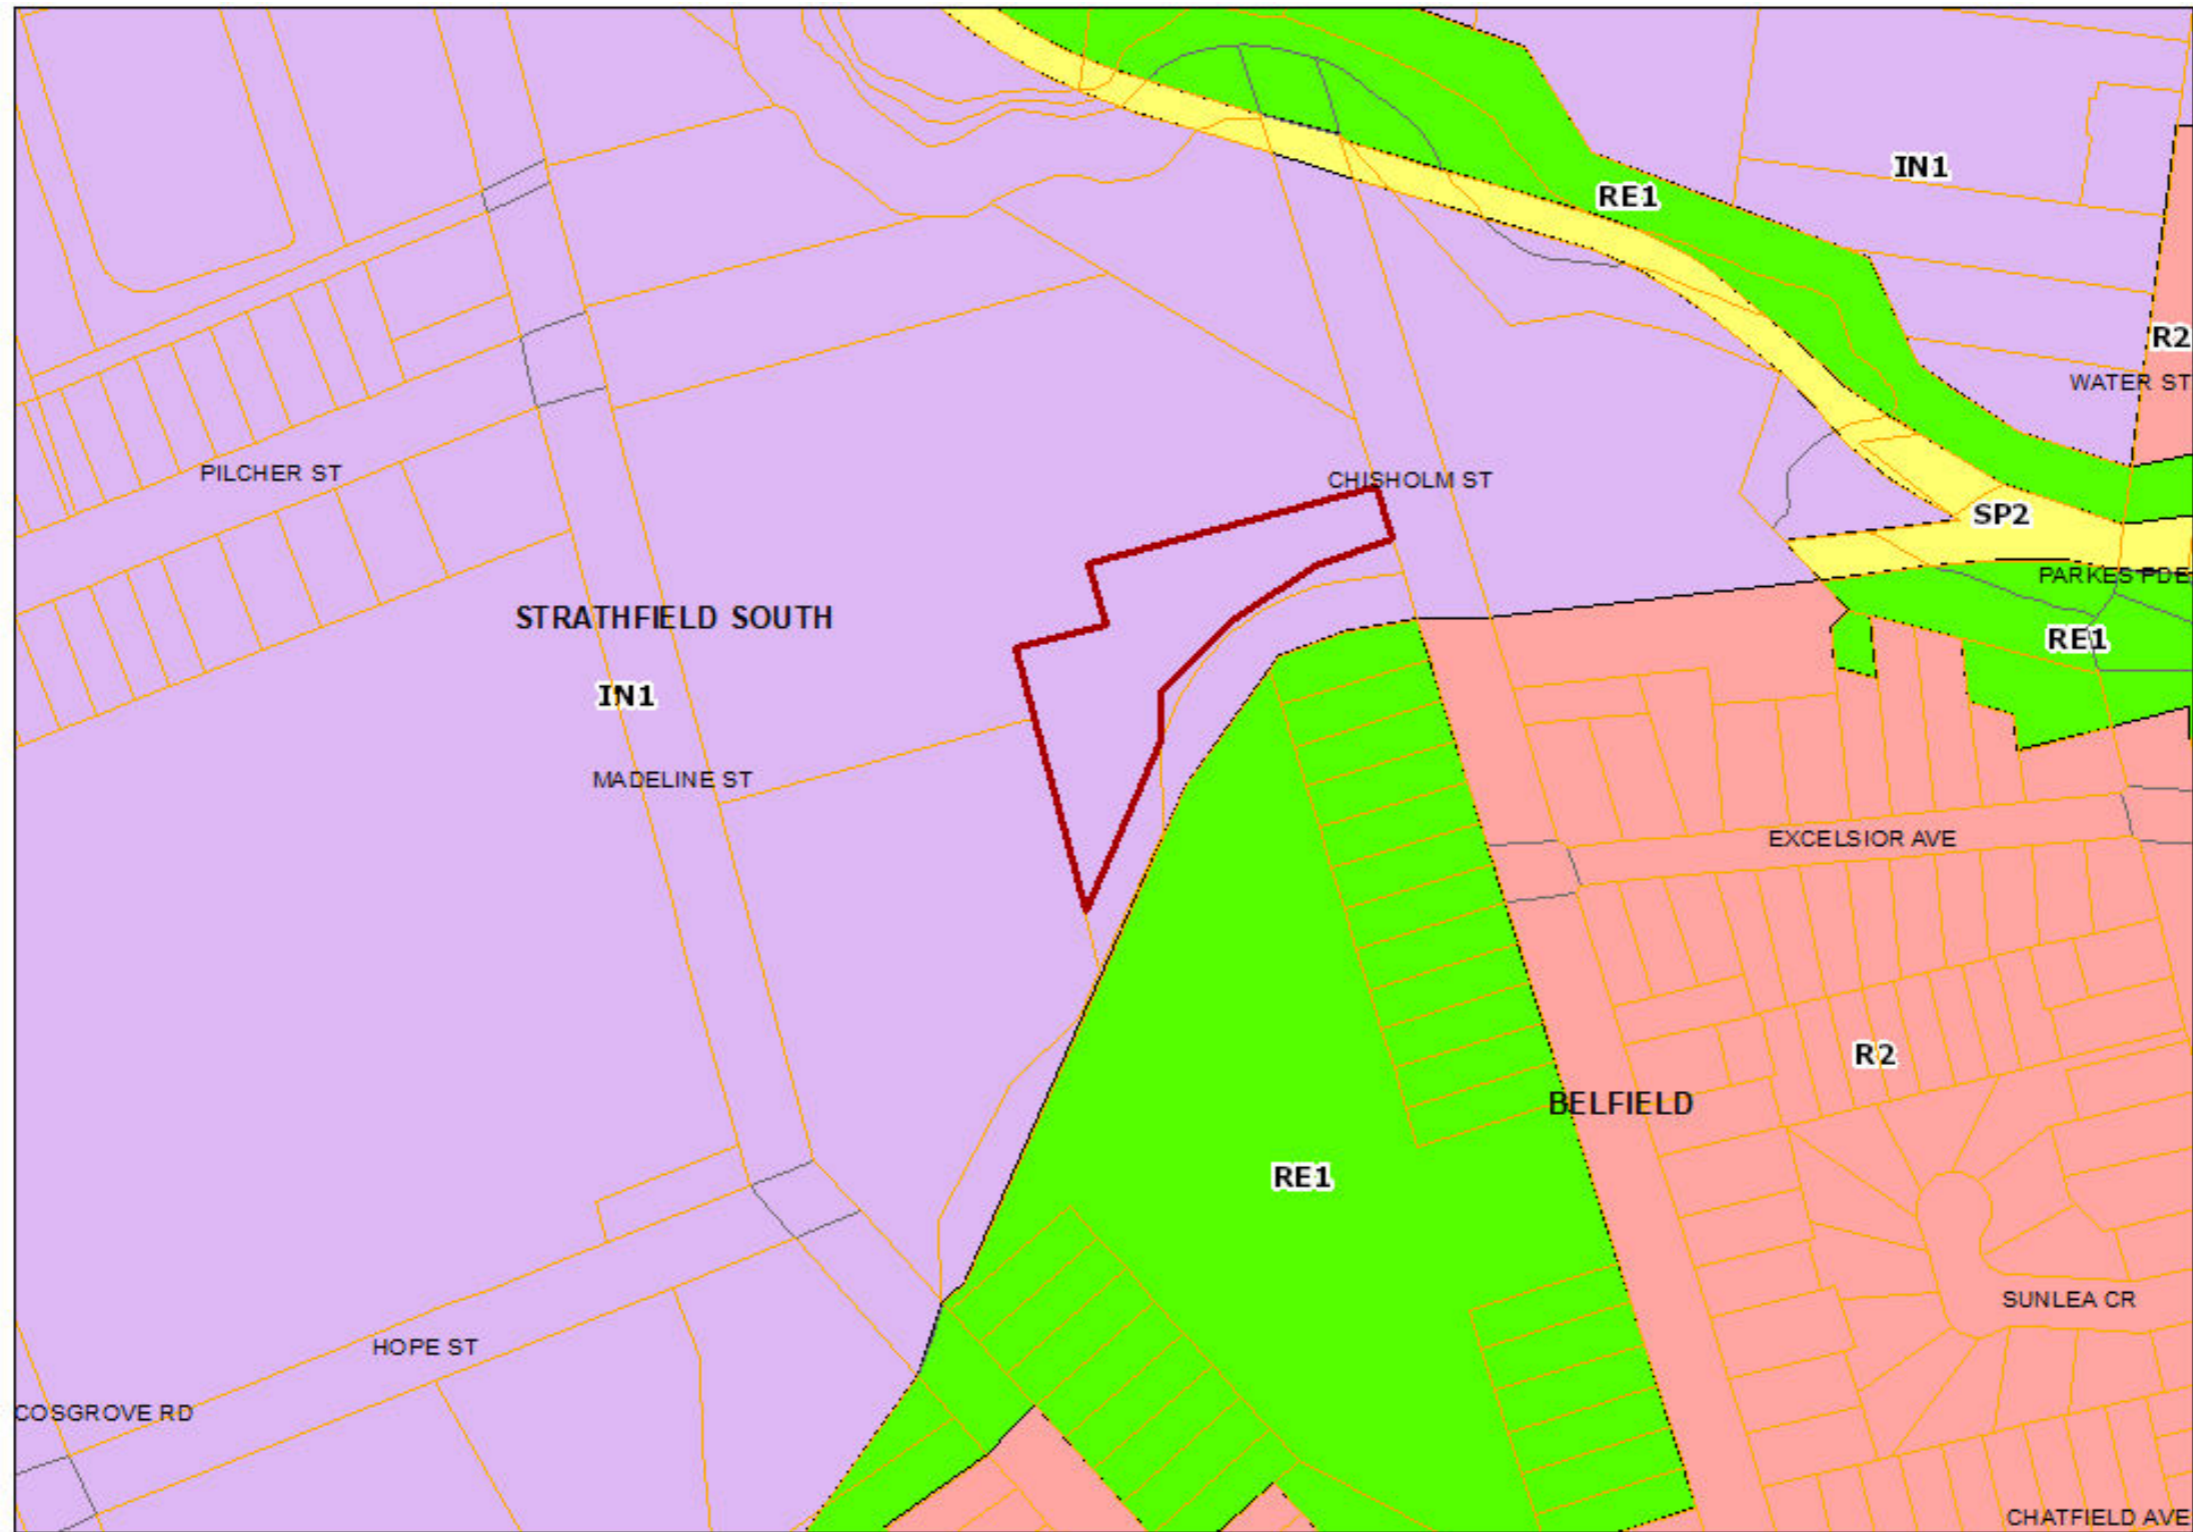 IN1
RE1
R2
WATER ST
PILCHER ST
CHISHOLM ST
SP2
PARKES PDE
STRATHFIELD SOUTH
RE1
IN1
MADELINE ST
EXCELSIOR AVE
R2
BELFIELD
RE1
SUNLEA CR
HOPE ST
COSGROVE RD
CHATFIELD AVE